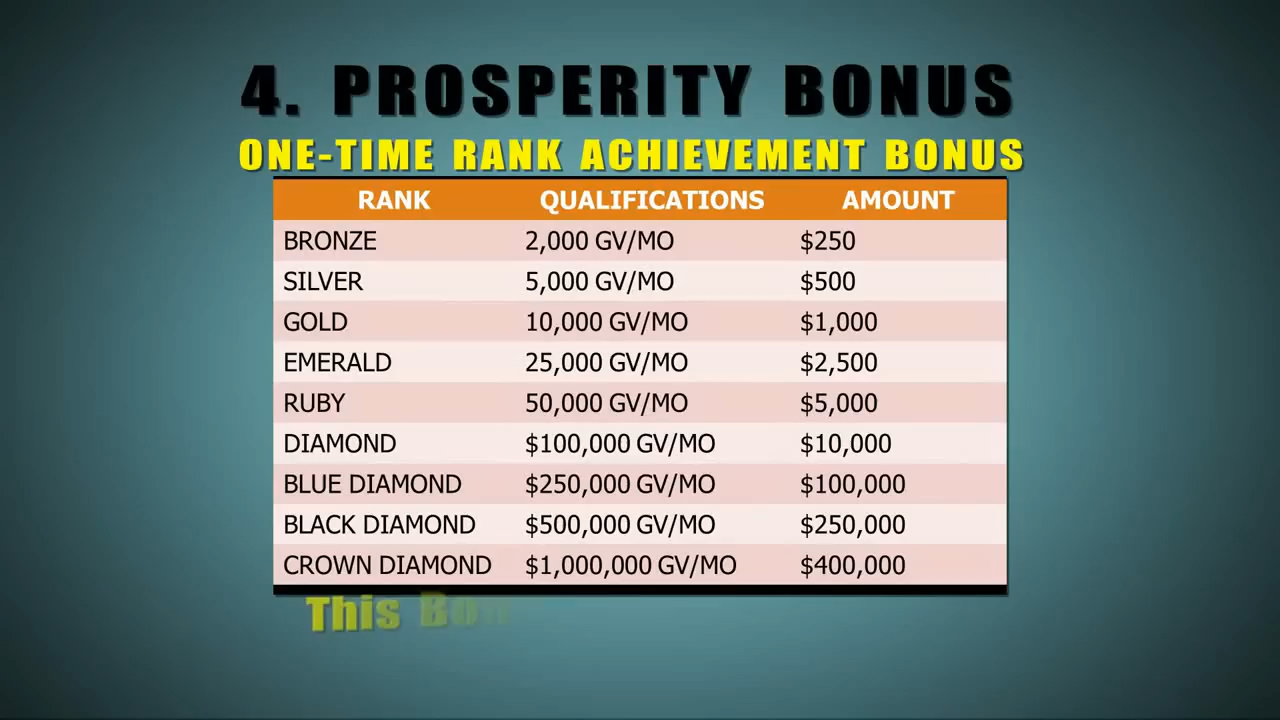 4. PROSPERITY BONUS
ONE-TIME RANK ACHIEVEMENT BONUS
RANK QUALIFICATIONS AMOUNT
BRONZE 2,000 GV/MO $250
SILVER 5,000 GV/MO $500
GOLD 10,000 GV/MO $1,000
EMERALD 25,000 GV/MO $2,500
RUBY 50,000 GV/MO $5,000
DIAMOND $100,000 GV/MO $10,000
BLUE DIAMOND $250,000 GV/MO $100,000
BLACK DIAMOND $500,000 GV/MO $250,000
CROWN DIAMOND $1,000,000 GV/MO $400,000
This